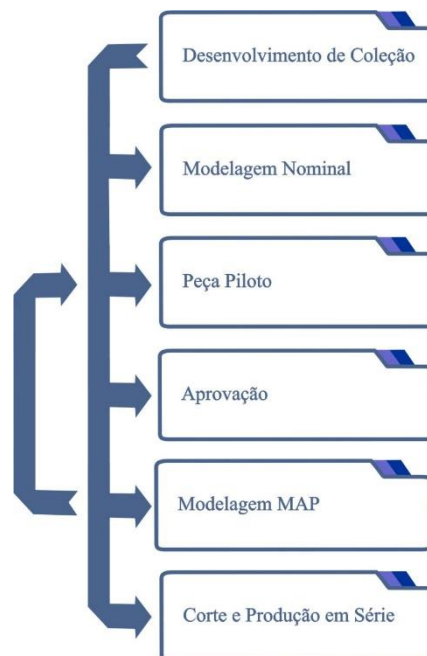 Desenvolvimento de Coleção
Modelagem Nominal
Peça Piloto
Aprovação
Modelagem MAP
Corte e Produção em Série